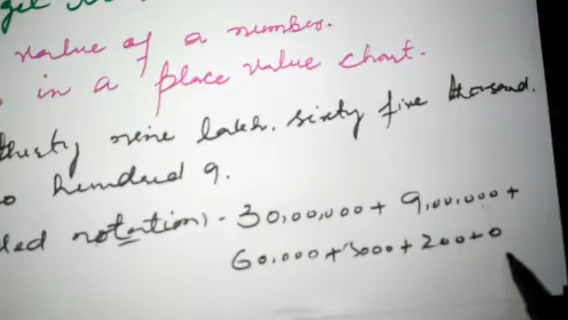 value of a number.
in a place value chart.
thirty nine lakh. sixty five thousand.
o hundred 9.
ded notation) - 30,00,000 + 9,00,000 +
60,000 + 5000 + 200 + 0